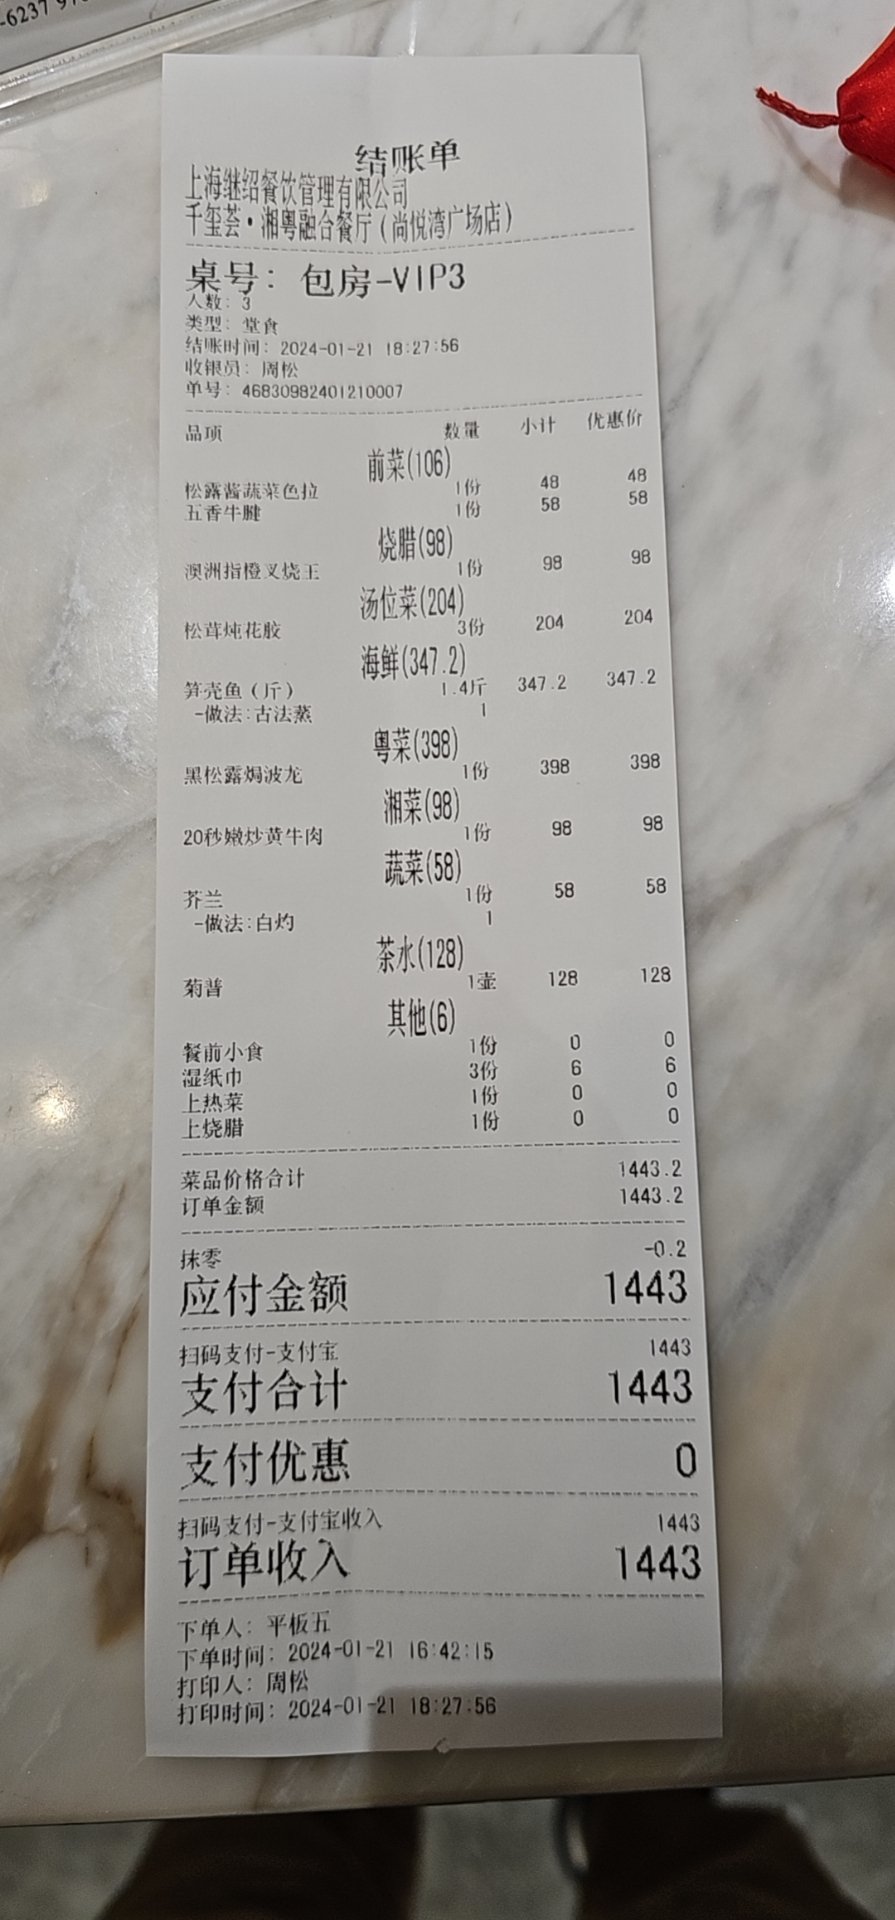 -6237 9
结账单
上海继绍餐饮管理有限公司
千玺荟·湘粤融合餐厅(尚悦湾广场店)
桌号: 包房-VIP3
人数: 3
类型: 堂食
结账时间: 2024-01-21 18:27:56
收银员: 周松
单号: 46830982401210007
品项 数量 小计 优惠价
前菜(106)
松露酱蔬菜色拉 1份 48 48
五香牛腱 1份 58 58
烧腊(98)
澳洲指橙叉烧王 1份 98 98
汤位菜(204)
松茸炖花胶 3份 204 204
海鲜(347.2)
笋壳鱼(斤) 1.4斤 347.2 347.2
-做法:古法蒸 1
粤菜(398)
黑松露焗波龙 1份 398 398
湘菜(98)
20秒嫩炒黄牛肉 1份 98 98
蔬菜(58)
芥兰 1份 58 58
-做法:白灼 1
茶水(128)
菊普 1壶 128 128
其他(6)
餐前小食 1份 0 0
湿纸巾 3份 6 6
上热菜 1份 0 0
上烧腊 1份 0 0
菜品价格合计 1443.2
订单金额 1443.2
抹零 -0.2
应付金额 1443
扫码支付-支付宝 1443
支付合计 1443
支付优惠 0
扫码支付-支付宝收入 1443
订单收入 1443
下单人: 平板五
下单时间: 2024-01-21 16:42:15
打印人: 周松
打印时间: 2024-01-21 18:27:56